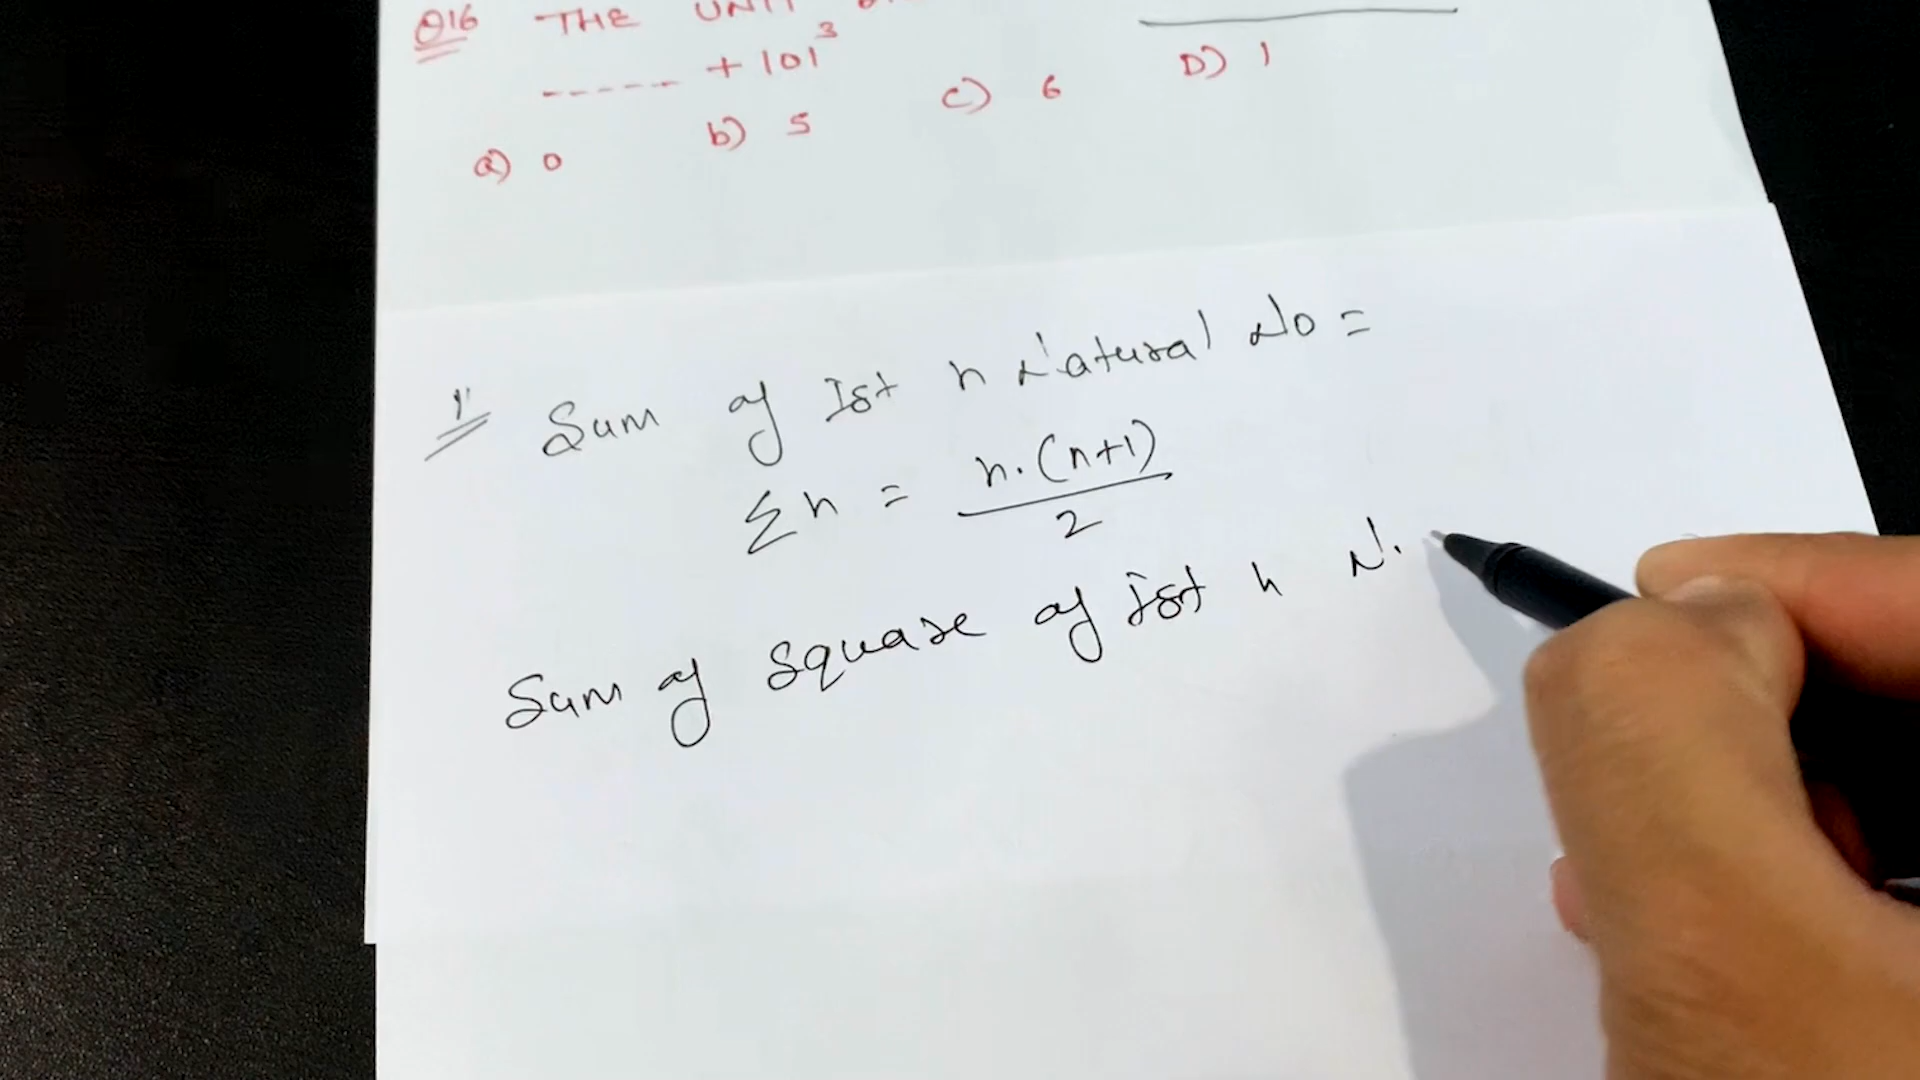 Q16 THE UNIT
------ + 101³
a) 0 b) 5 c) 6 D) 1
1" Sum of Ist n Natural No =
Σn = n.(n+1)/2
Sum of Square of ist n N.